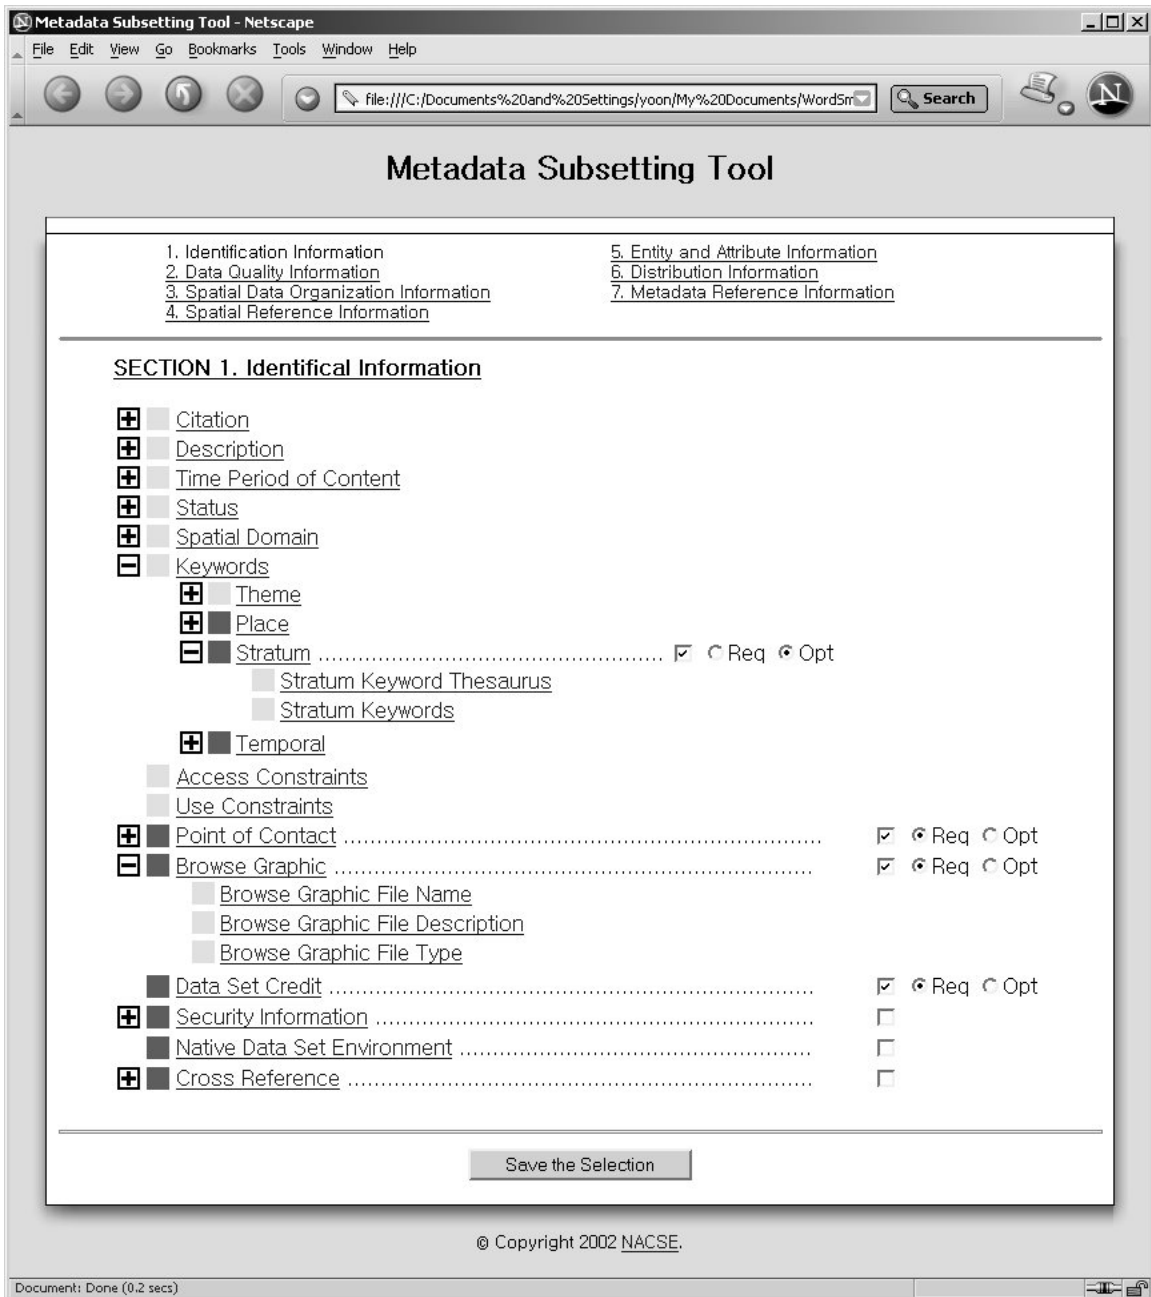 Metadata Subsetting Tool - Netscape
File Edit View Go Bookmarks Tools Window Help
file:///C:/Documents%20and%20Settings/yoon/My%20Documents/WordSm
Search
N
Metadata Subsetting Tool
1. Identification Information
2. Data Quality Information
3. Spatial Data Organization Information
4. Spatial Reference Information
5. Entity and Attribute Information
6. Distribution Information
7. Metadata Reference Information
SECTION 1. Identifical Information
Citation
Description
Time Period of Content
Status
Spatial Domain
Keywords
Theme
Place
Stratum .................................................... Req Opt
Stratum Keyword Thesaurus
Stratum Keywords
Temporal
Access Constraints
Use Constraints
Point of Contact ........................................................................ Req Opt
Browse Graphic ........................................................................ Req Opt
Browse Graphic File Name
Browse Graphic File Description
Browse Graphic File Type
Data Set Credit ........................................................................ Req Opt
Security Information ..................................................................
Native Data Set Environment .....................................................
Cross Reference ......................................................................
Save the Selection
© Copyright 2002 NACSE.
Document: Done (0.2 secs)